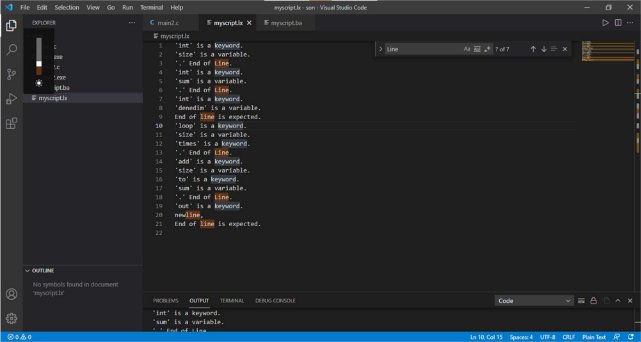 File Edit Selection View Go Run Terminal Help
myscript.lx - son - Visual Studio Code
EXPLORER
.exe
.c
.exe
script.ba
myscript.lx
OUTLINE
No symbols found in document
'myscript.lx'
main2.c
myscript.lx
myscript.ba
myscript.lx
Line
Aa
7 of 7
1 'int' is a keyword.
2 'size' is a variable.
3 '.' End of Line.
4 'int' is a keyword.
5 'sum' is a variable.
6 '.' End of Line.
7 'int' is a keyword.
8 'denedim' is a variable.
9 End of line is expected.
10 'loop' is a keyword.
11 'size' is a variable.
12 'times' is a keyword.
13 '.' End of Line.
14 'add' is a keyword.
15 'size' is a variable.
16 'to' is a keyword.
17 'sum' is a variable.
18 '.' End of Line.
19 'out' is a keyword.
20 newline,
21 End of line is expected.
22
PROBLEMS OUTPUT TERMINAL DEBUG CONSOLE
Code
'int' is a keyword.
'sum' is a variable.
'.' End of Line.
0 0
Ln 10, Col 15 Spaces: 4 UTF-8 CRLF Plain Text